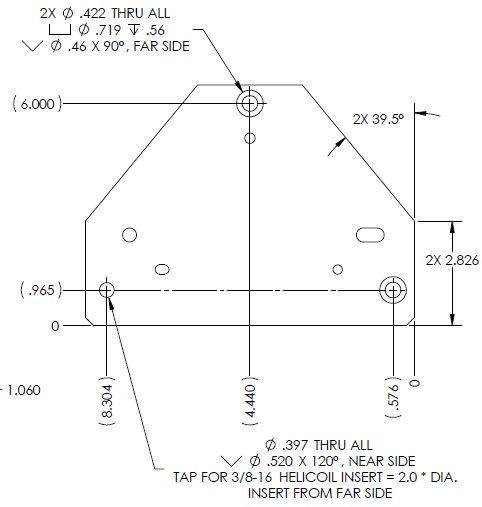 2X Ø .422 THRU ALL
⌴ Ø .719 ↧ .56
⌵ Ø .46 X 90°, FAR SIDE
( 6.000 )
2X 39.5°
2X 2.826
( .965 )
0
- 1.060
( 8.304 )
( 4.440 )
( .576 )
0
Ø .397 THRU ALL
⌵ Ø .520 X 120°, NEAR SIDE
TAP FOR 3/8-16 HELICOIL INSERT = 2.0 * DIA.
INSERT FROM FAR SIDE